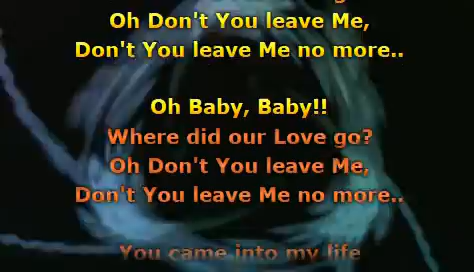 Oh Don't You leave Me,
Don't You leave Me no more..
Oh Baby, Baby!!
Where did our Love go?
Oh Don't You leave Me,
Don't You leave Me no more..
You came into my life